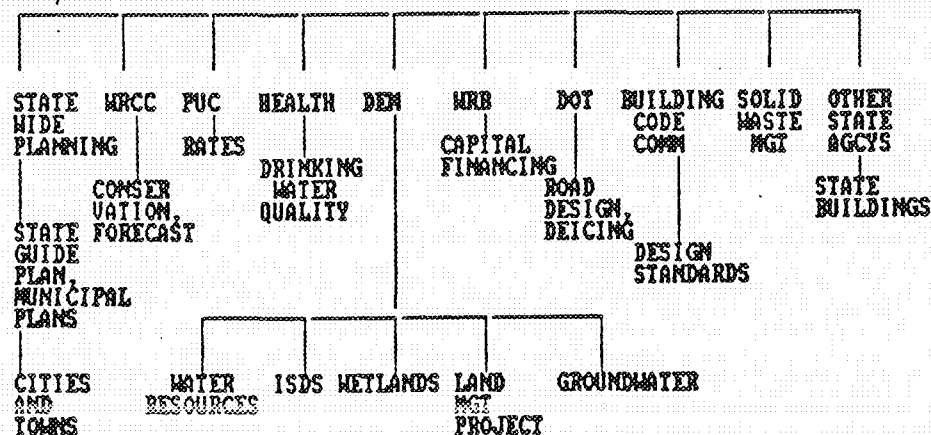 STATE WIDE PLANNING
WRCC
PUC
HEALTH
DEM
WRB
DOT
BUILDING CODE COMM
SOLID WASTE MGT
OTHER STATE AGCYS
STATE GUIDE PLAN, MUNICIPAL PLANS
CONSER VATION, FORECAST
RATES
DRINKING WATER QUALITY
CAPITAL FINANCING
ROAD DESIGN, DEICING
DESIGN STANDARDS
STATE BUILDINGS
CITIES AND TOWNS
WATER RESOURCES
ISDS
WETLANDS
LAND MGT PROJECT
GROUNDWATER